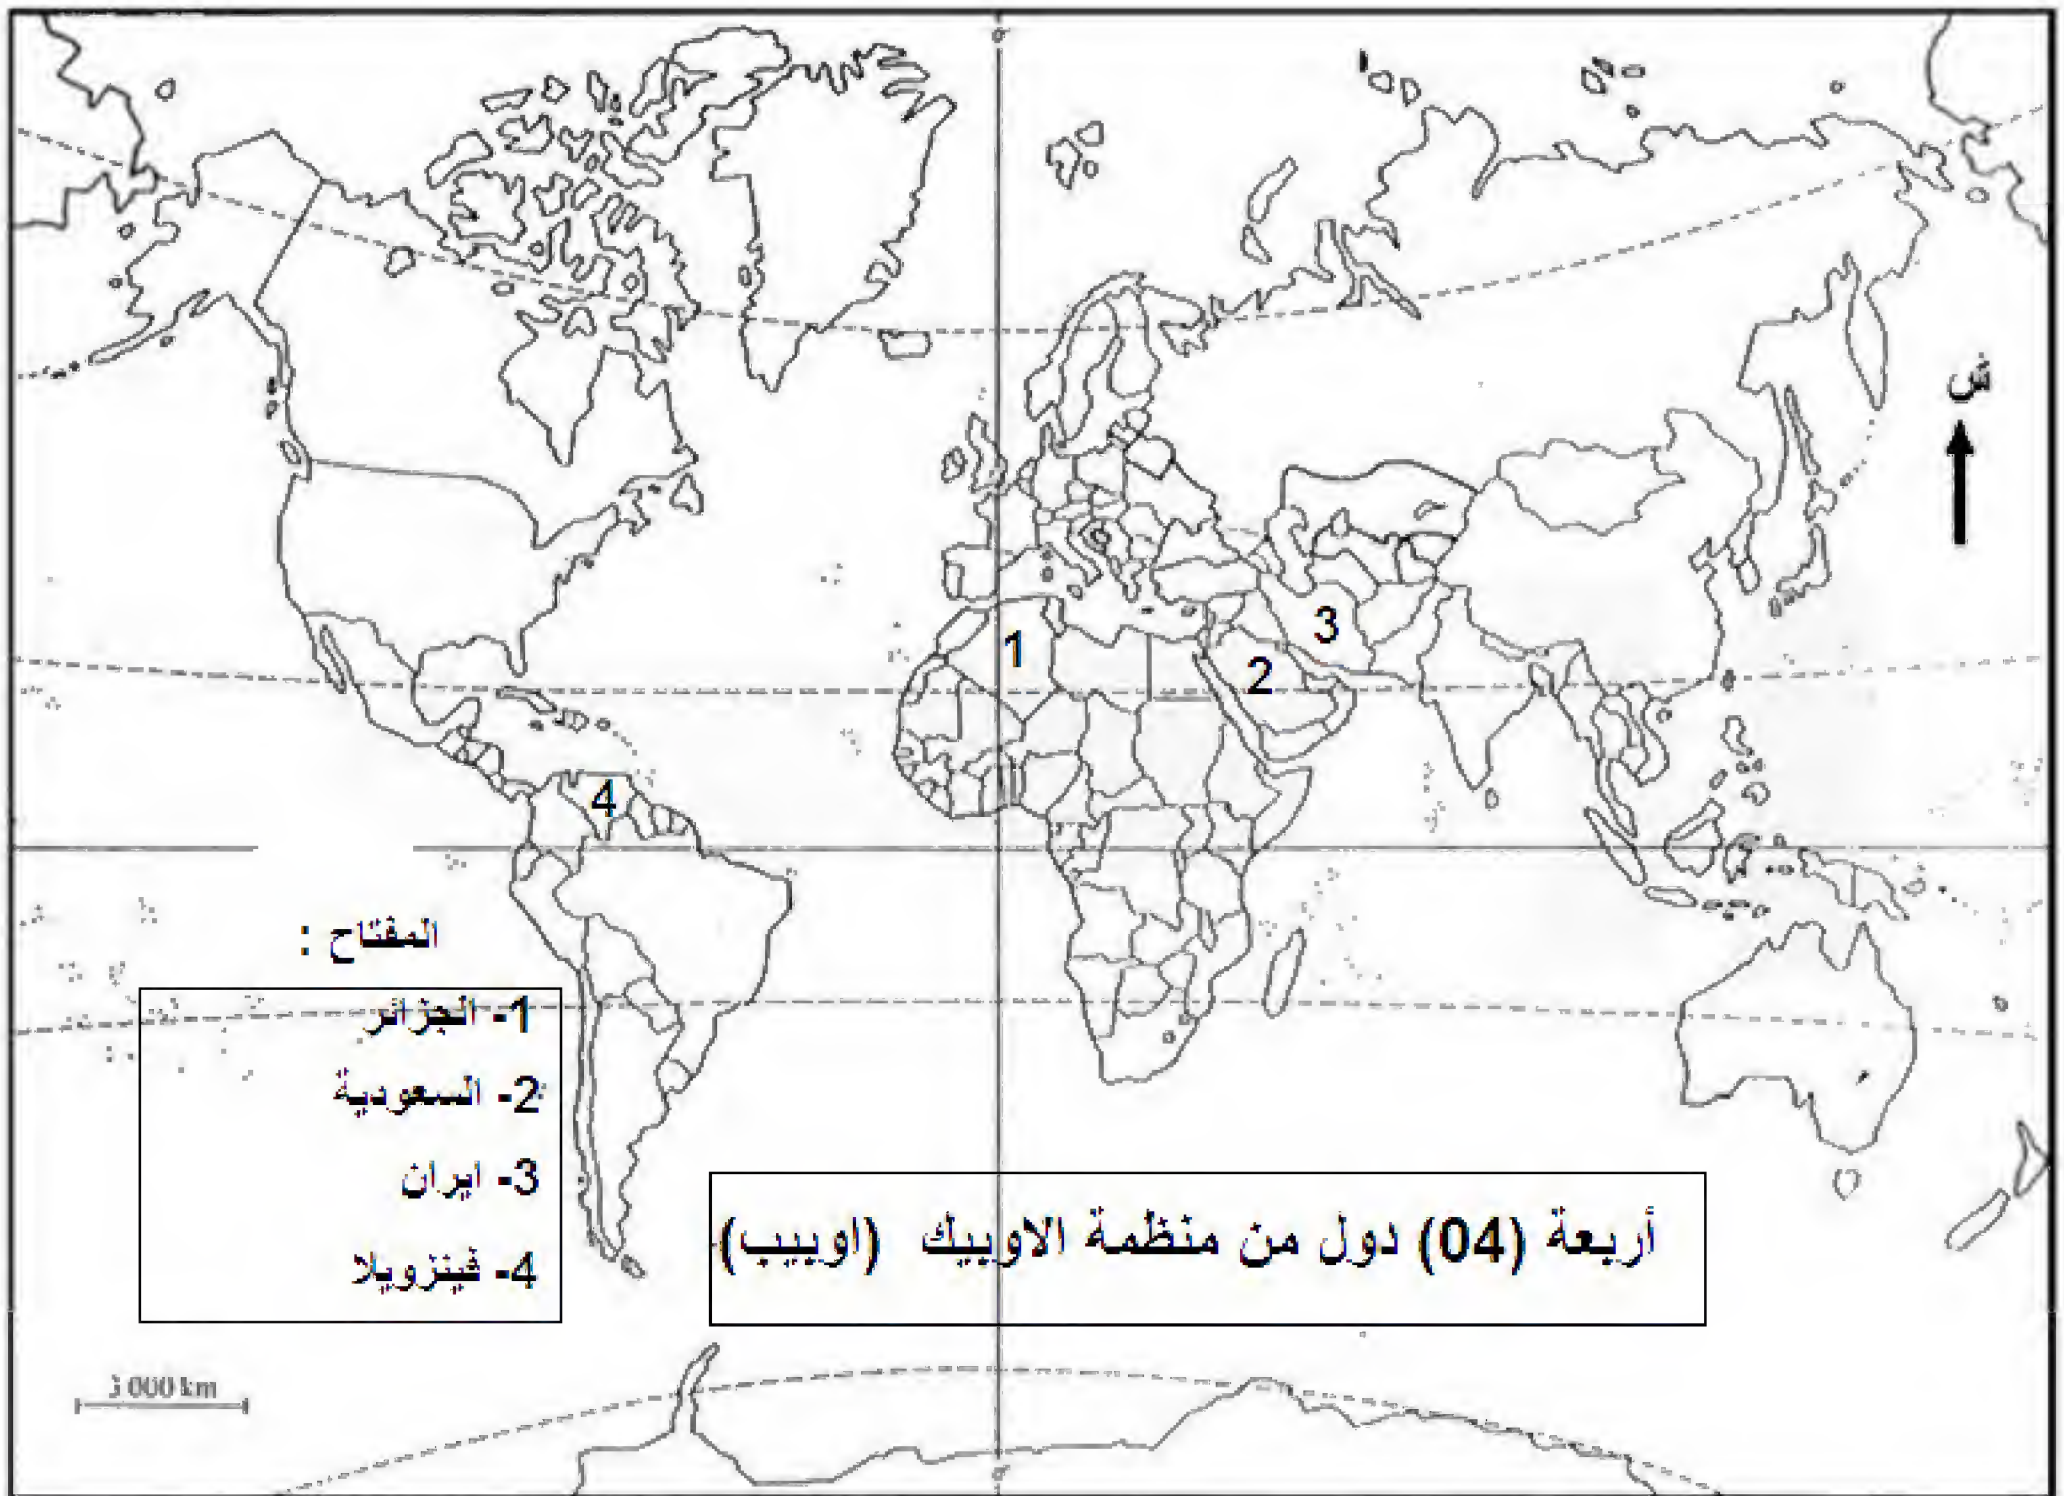 ش
1
2
3
4
المفتاح :
1- الجزائر
2- السعودية
3- ايران
4- فينزويلا
أربعة (04) دول من منظمة الاوبيك (اوبيب)
3 000 km